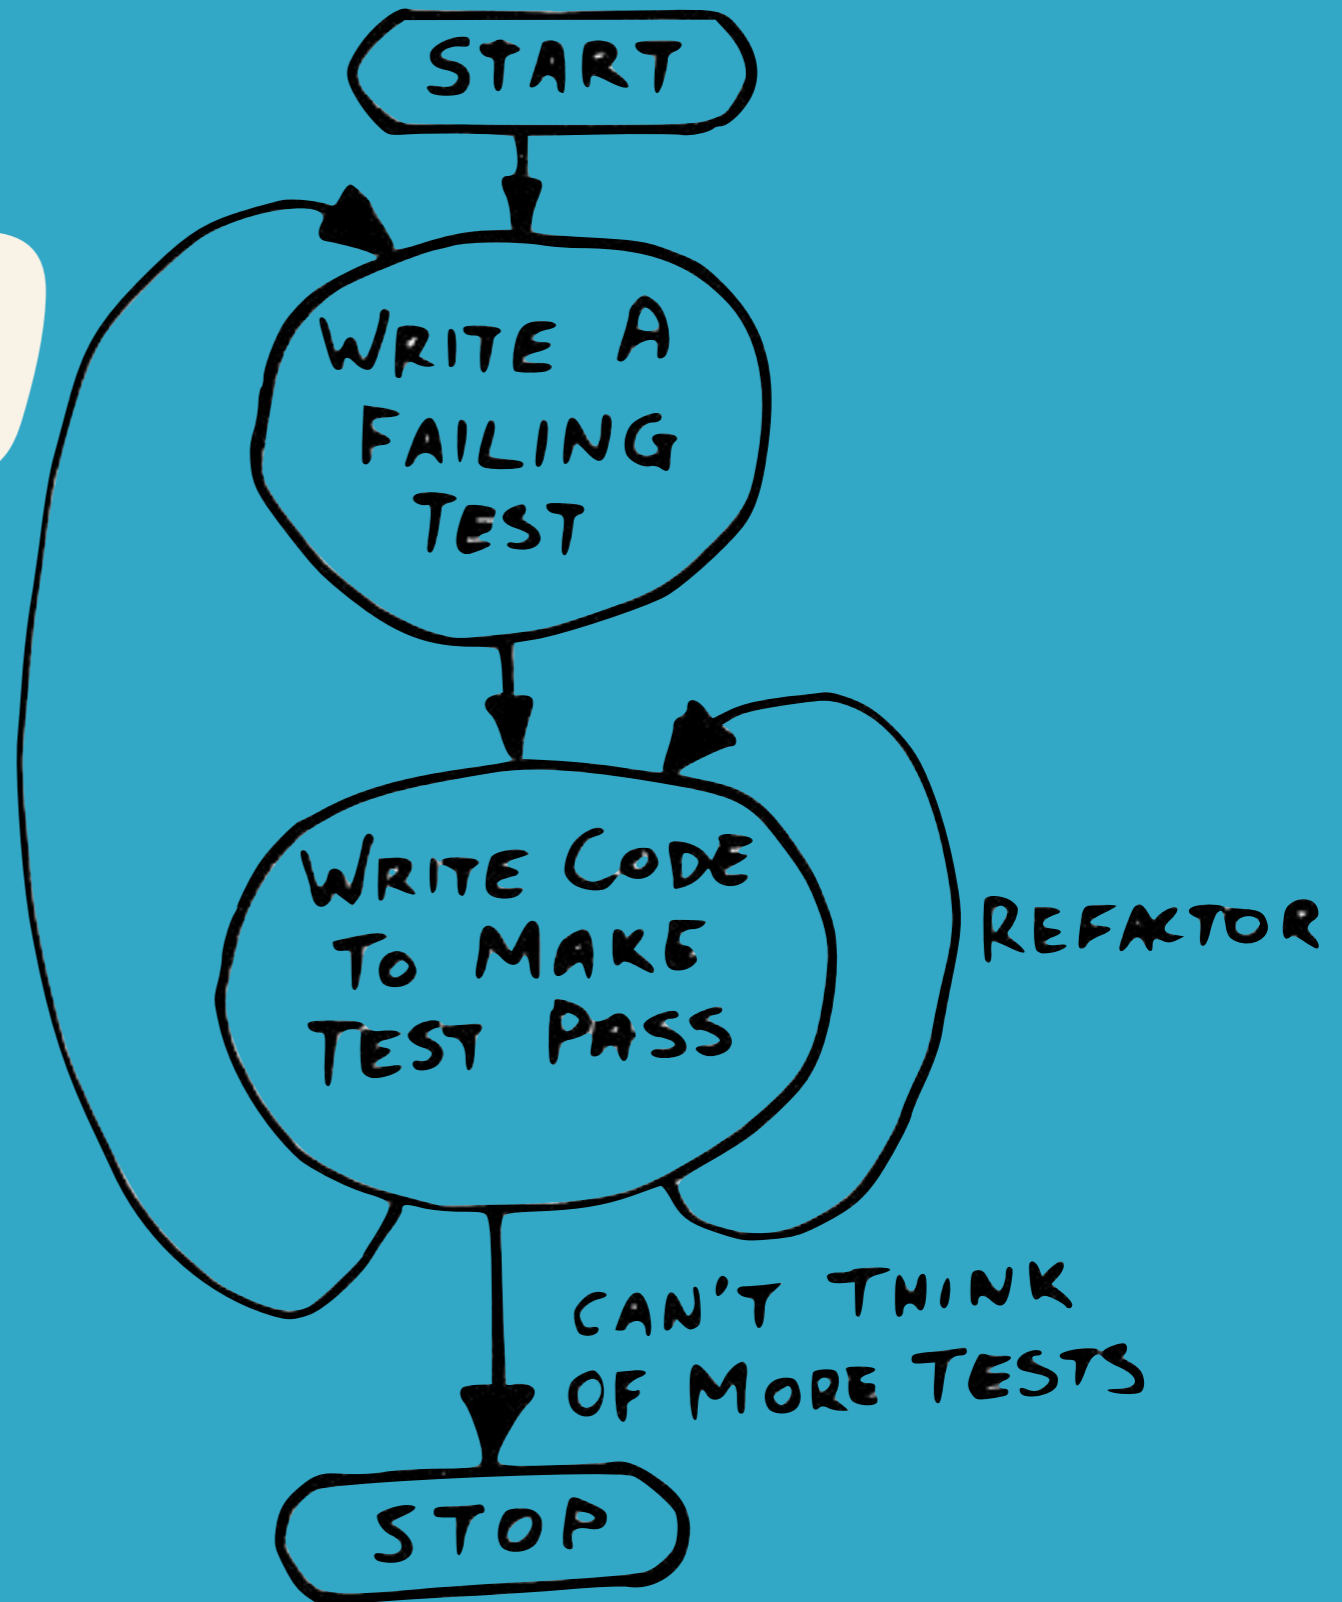 START
WRITE A
FAILING
TEST
WRITE CODE
TO MAKE
TEST PASS
REFACTOR
CAN'T THINK
OF MORE TESTS
STOP